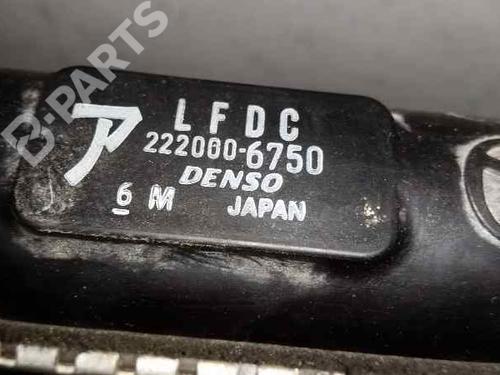 B-PARTS
LFDC
222000-6750
DENSO
6 M JAPAN